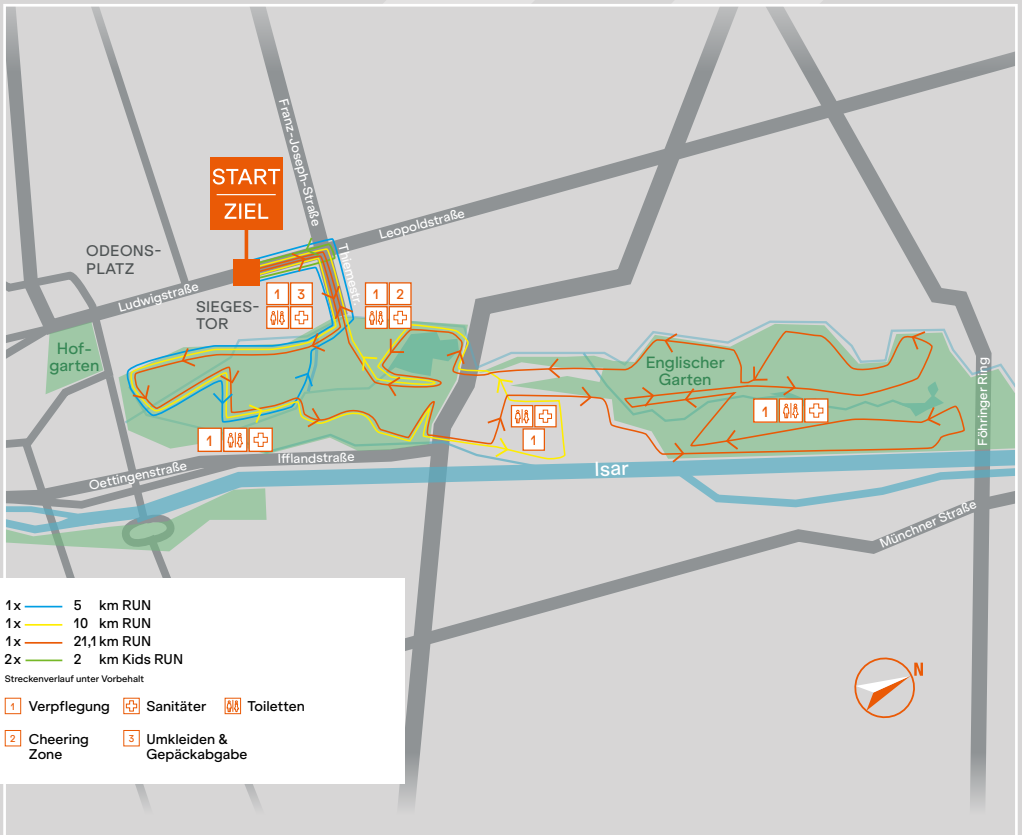 Franz-Joseph-Straße
START
ZIEL
Leopoldstraße
ODEONS-
PLATZ
Thiemestr.
Ludwigstraße
SIEGES-
TOR
1 3
1 2
Hof-
garten
Englischer
Garten
Föhringer Ring
1
1
1
Ifflandstraße
Oettingenstraße
Isar
Münchner Straße
1x 5 km RUN
1x 10 km RUN
1x 21,1 km RUN
2x 2 km Kids RUN
Streckenverlauf unter Vorbehalt
N
1 Verpflegung Sanitäter Toiletten
2 Cheering
Zone
3 Umkleiden &
Gepäckabgabe